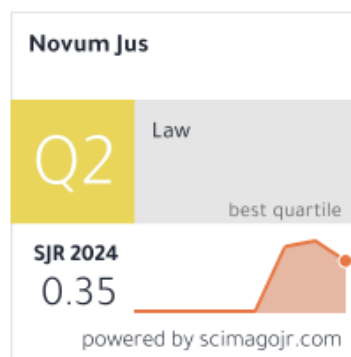 Novum Jus
Q2
Law
best quartile
SJR 2024
0.35
powered by scimagojr.com